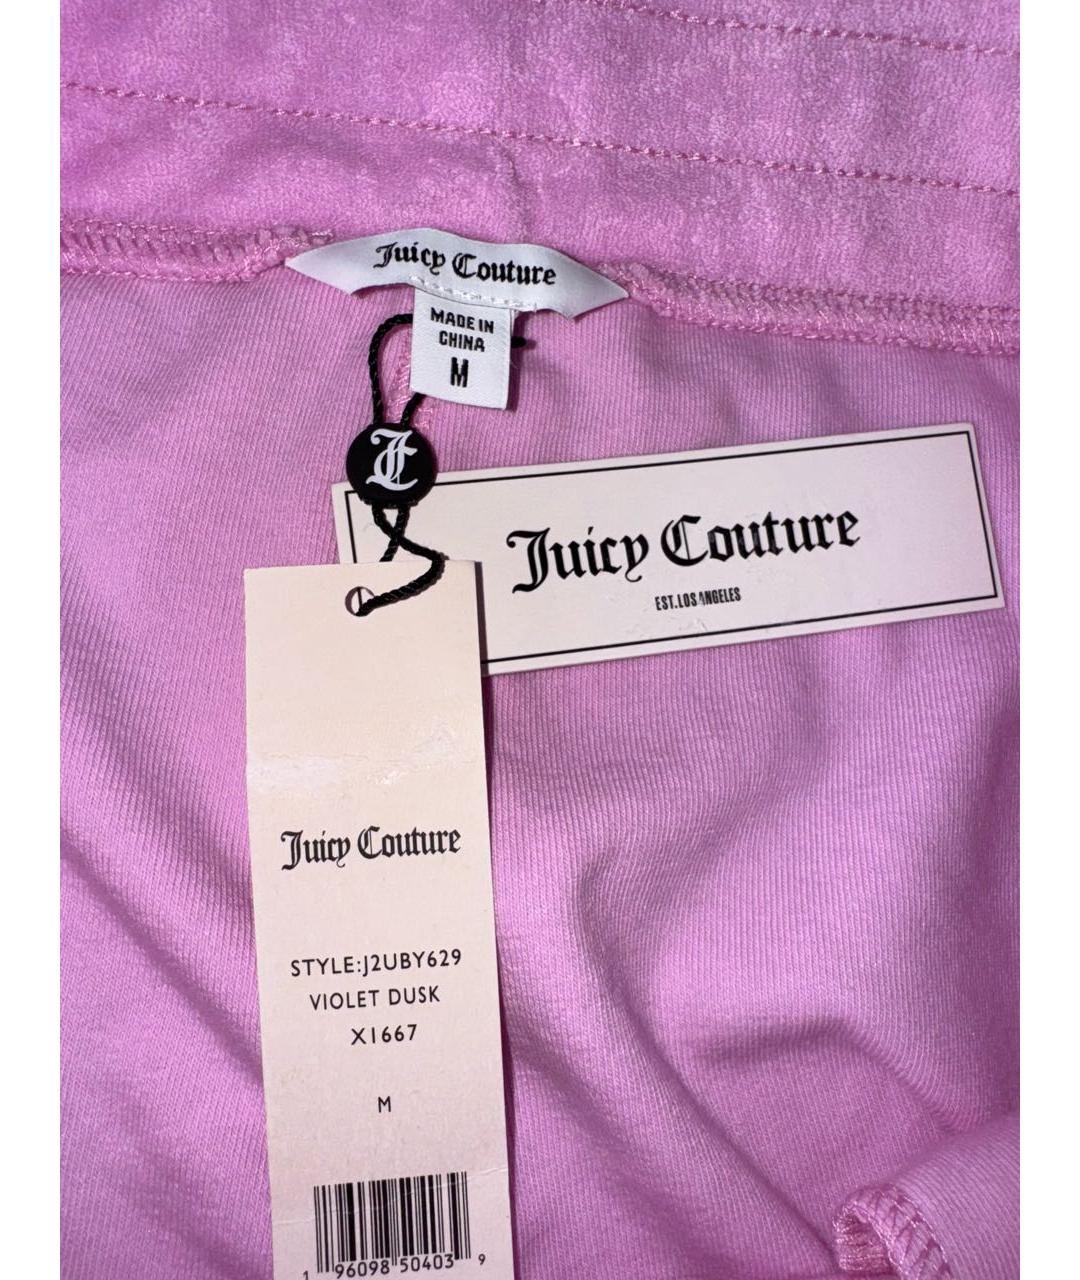 Juicy Couture
MADE IN
CHINA
M
JC
Juicy Couture
EST. LOS ANGELES
Juicy Couture
STYLE:J2UBY629
VIOLET DUSK
X1667
M
1 96098 50403 9